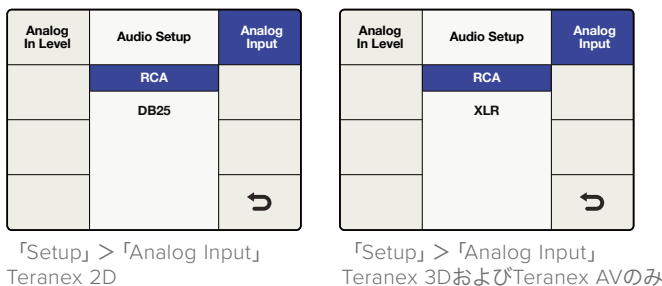 Analog
In Level
Audio Setup
Analog
Input
RCA
DB25
「Setup」＞「Analog Input」
Teranex 2D
Analog
In Level
Audio Setup
Analog
Input
RCA
XLR
「Setup」＞「Analog Input」
Teranex 3DおよびTeranex AVのみ